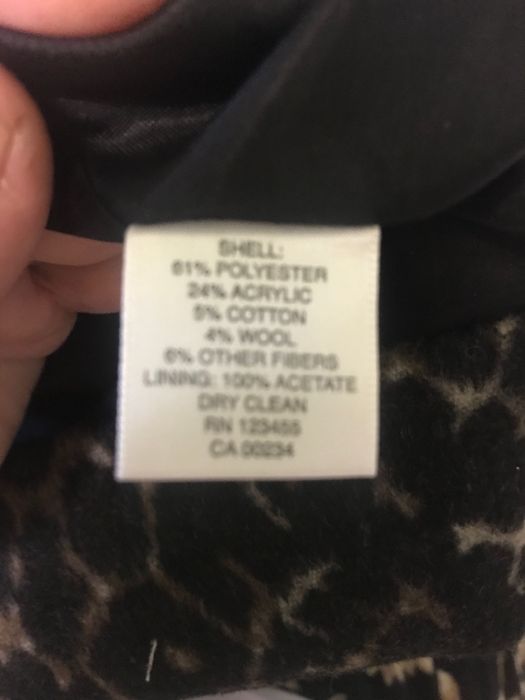 SHELL:
61% POLYESTER
24% ACRYLIC
5% COTTON
4% WOOL
6% OTHER FIBERS
LINING: 100% ACETATE
DRY CLEAN
RN 123455
CA 00234